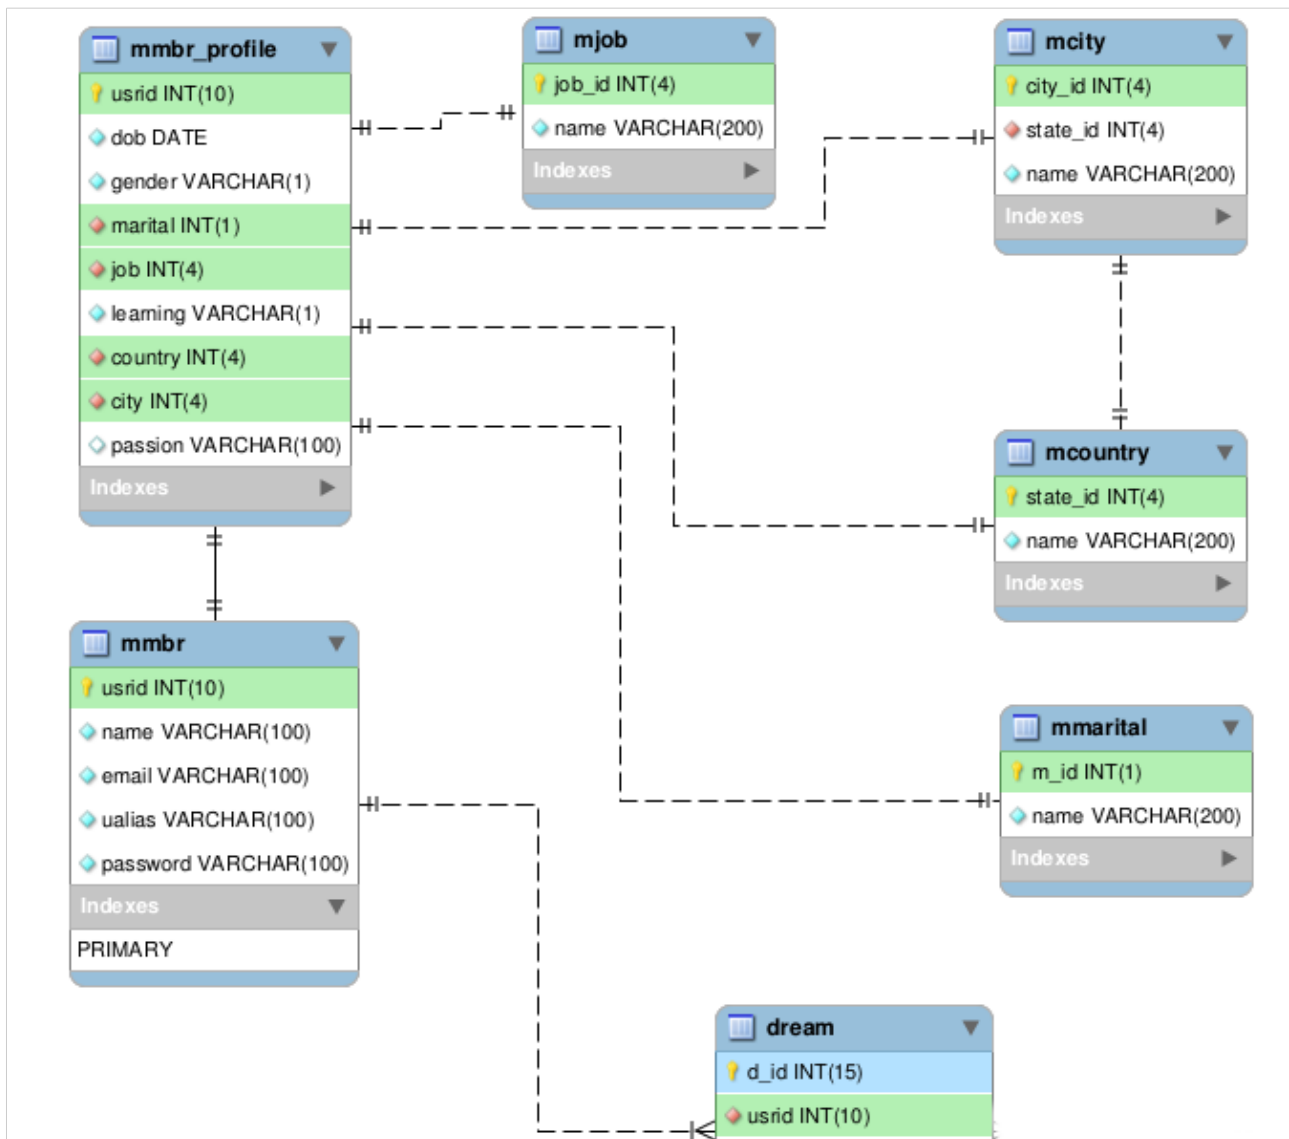 mmbr_profile
usrid INT(10)
dob DATE
gender VARCHAR(1)
marital INT(1)
job INT(4)
learning VARCHAR(1)
country INT(4)
city INT(4)
passion VARCHAR(100)
Indexes
mjob
job_id INT(4)
name VARCHAR(200)
Indexes
mcity
city_id INT(4)
state_id INT(4)
name VARCHAR(200)
Indexes
mcountry
state_id INT(4)
name VARCHAR(200)
Indexes
mmbr
usrid INT(10)
name VARCHAR(100)
email VARCHAR(100)
ualias VARCHAR(100)
password VARCHAR(100)
Indexes
PRIMARY
mmarital
m_id INT(1)
name VARCHAR(200)
Indexes
dream
d_id INT(15)
usrid INT(10)